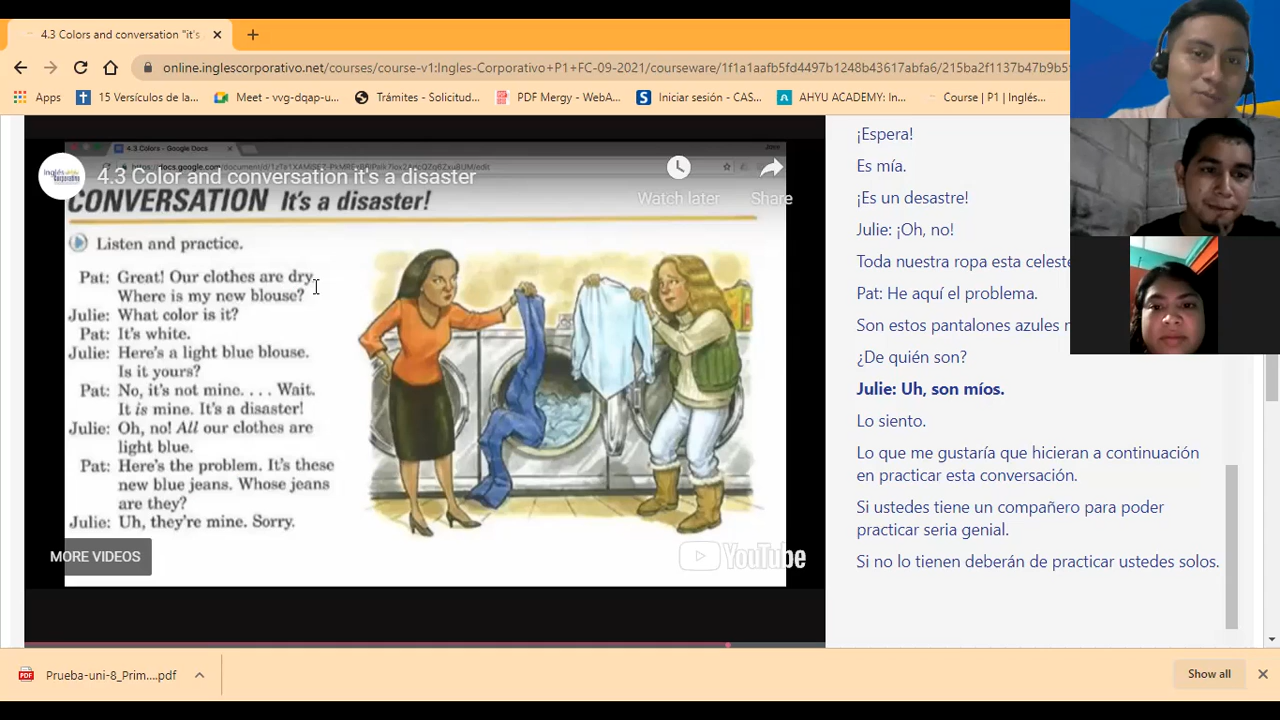 4.3 Colors and conversation "it's
online.inglescorporativo.net/courses/course-v1:Ingles-Corporativo+P1+FC-09-2021/courseware/1f1a1aafb5fd4497b1248b43617abfa6/215ba2f1137b47b9b5
Apps
15 Versículos de la...
Meet - vvg-dqap-u...
Trámites - Solicitud...
PDF Mergy - WebA...
Iniciar sesión - CAS...
AHYU ACADEMY: In...
Course | P1 | Inglés...
4.3 Colors - Google Docs
4.3 Color and conversation it's a disaster
Watch later
Share
CONVERSATION It's a disaster!
Listen and practice.
Pat: Great! Our clothes are dry.
Where is my new blouse?
Julie: What color is it?
Pat: It's white.
Julie: Here's a light blue blouse.
Is it yours?
Pat: No, it's not mine. . . . Wait.
It is mine. It's a disaster!
Julie: Oh, no! All our clothes are
light blue.
Pat: Here's the problem. It's these
new blue jeans. Whose jeans
are they?
Julie: Uh, they're mine. Sorry.
MORE VIDEOS
YouTube
¡Espera!
Es mía.
¡Es un desastre!
Julie: ¡Oh, no!
Toda nuestra ropa esta celeste
Pat: He aquí el problema.
Son estos pantalones azules
¿De quién son?
Julie: Uh, son míos.
Lo siento.
Lo que me gustaría que hicieran a continuación
en practicar esta conversación.
Si ustedes tiene un compañero para poder
practicar seria genial.
Si no lo tienen deberán de practicar ustedes solos.
Prueba-uni-8_Prim....pdf
Show all